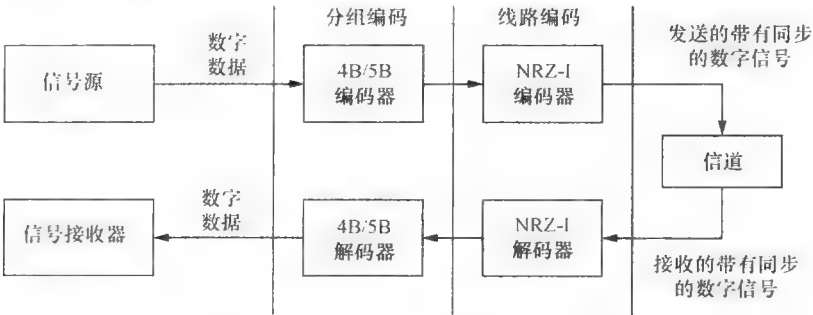 分组编码
线路编码
发送的带有同步
的数字信号
数字
数据
信号源
4B/5B
编码器
NRZ-I
编码器
信道
数字
数据
信号接收器
4B/5B
解码器
NRZ-I
解码器
接收的带有同步
的数字信号